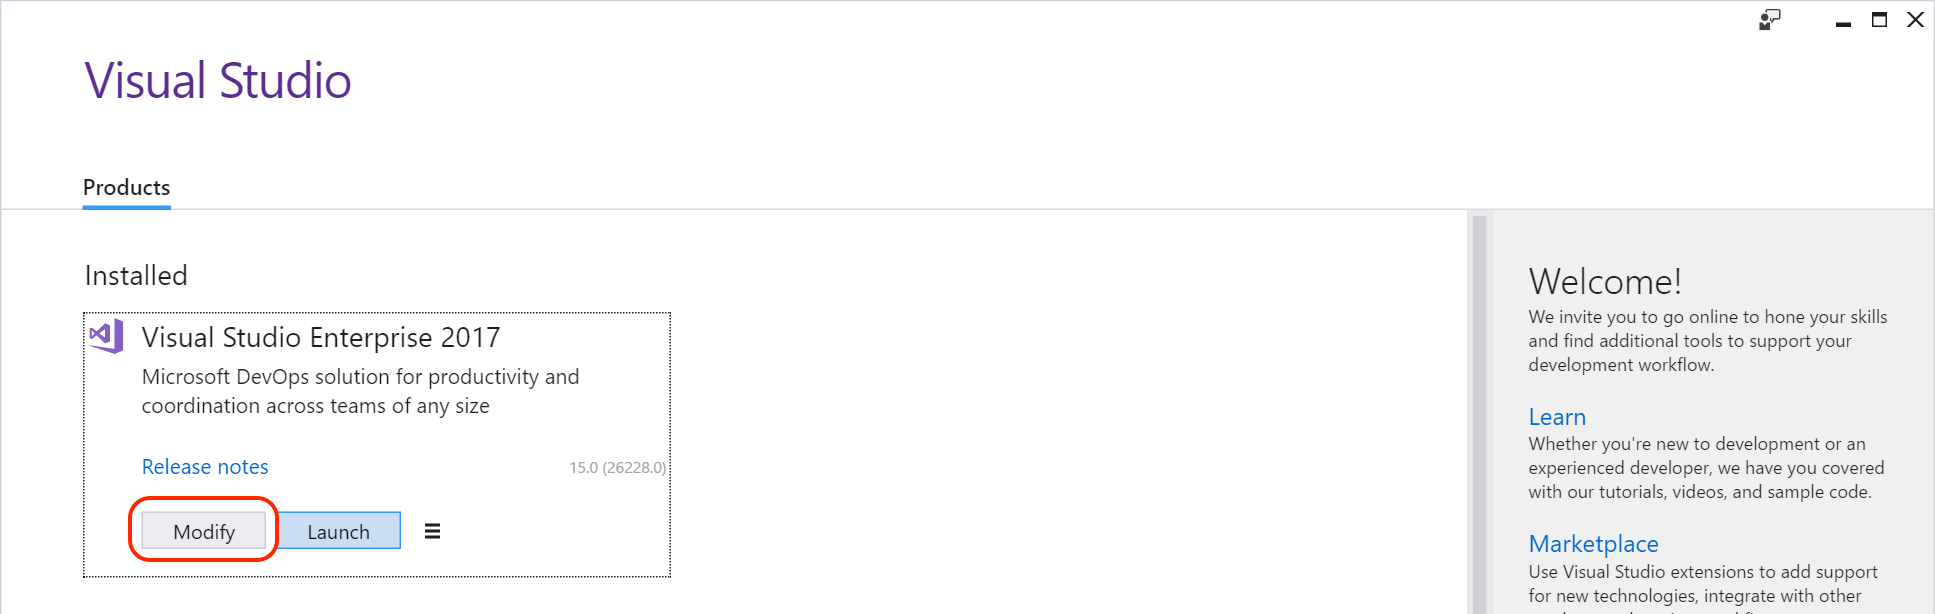 Visual Studio
Products
Installed
Visual Studio Enterprise 2017
Microsoft DevOps solution for productivity and
coordination across teams of any size
Release notes
15.0 (26228.0)
Modify
Launch
Welcome!
We invite you to go online to hone your skills
and find additional tools to support your
development workflow.
Learn
Whether you're new to development or an
experienced developer, we have you covered
with our tutorials, videos, and sample code.
Marketplace
Use Visual Studio extensions to add support
for new technologies, integrate with other